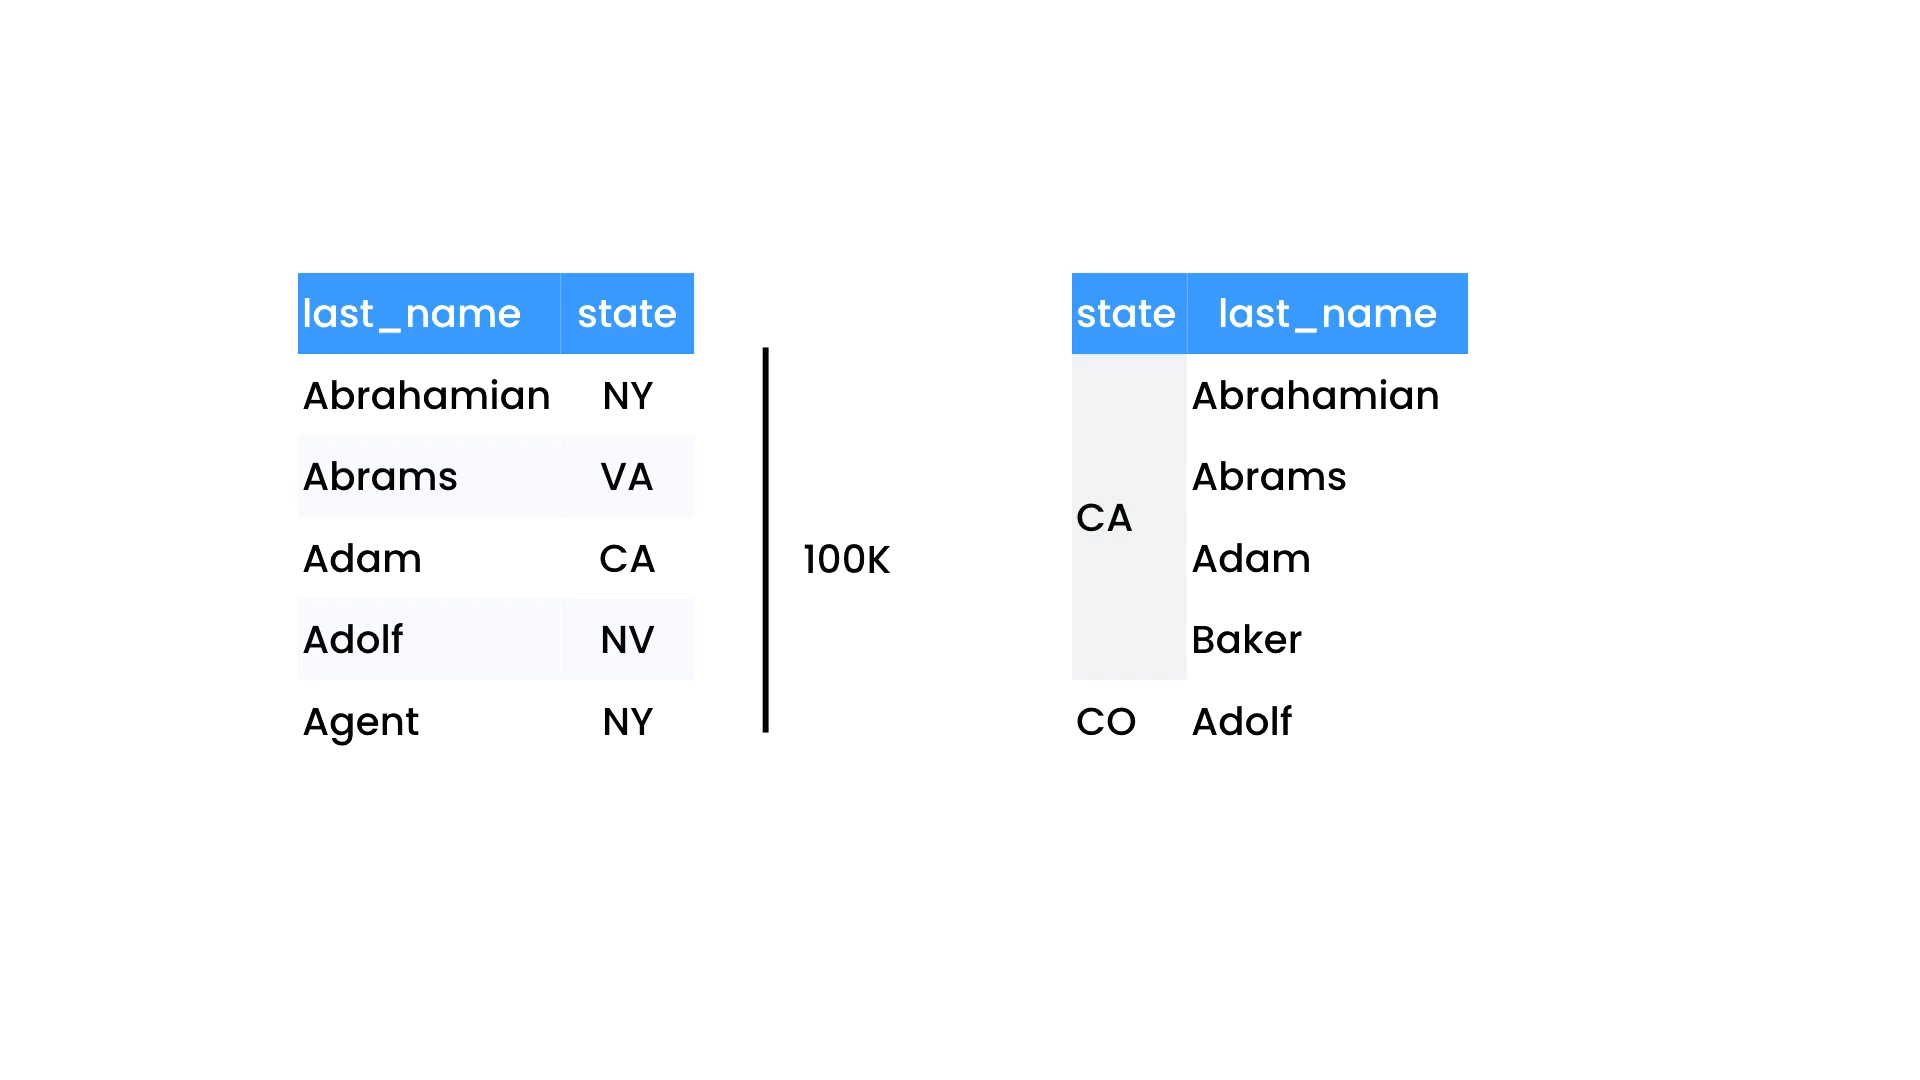 last_name state
Abrahamian NY
Abrams VA
Adam CA
Adolf NV
Agent NY
100K
state last_name
CA
Abrahamian
Abrams
Adam
Baker
CO Adolf